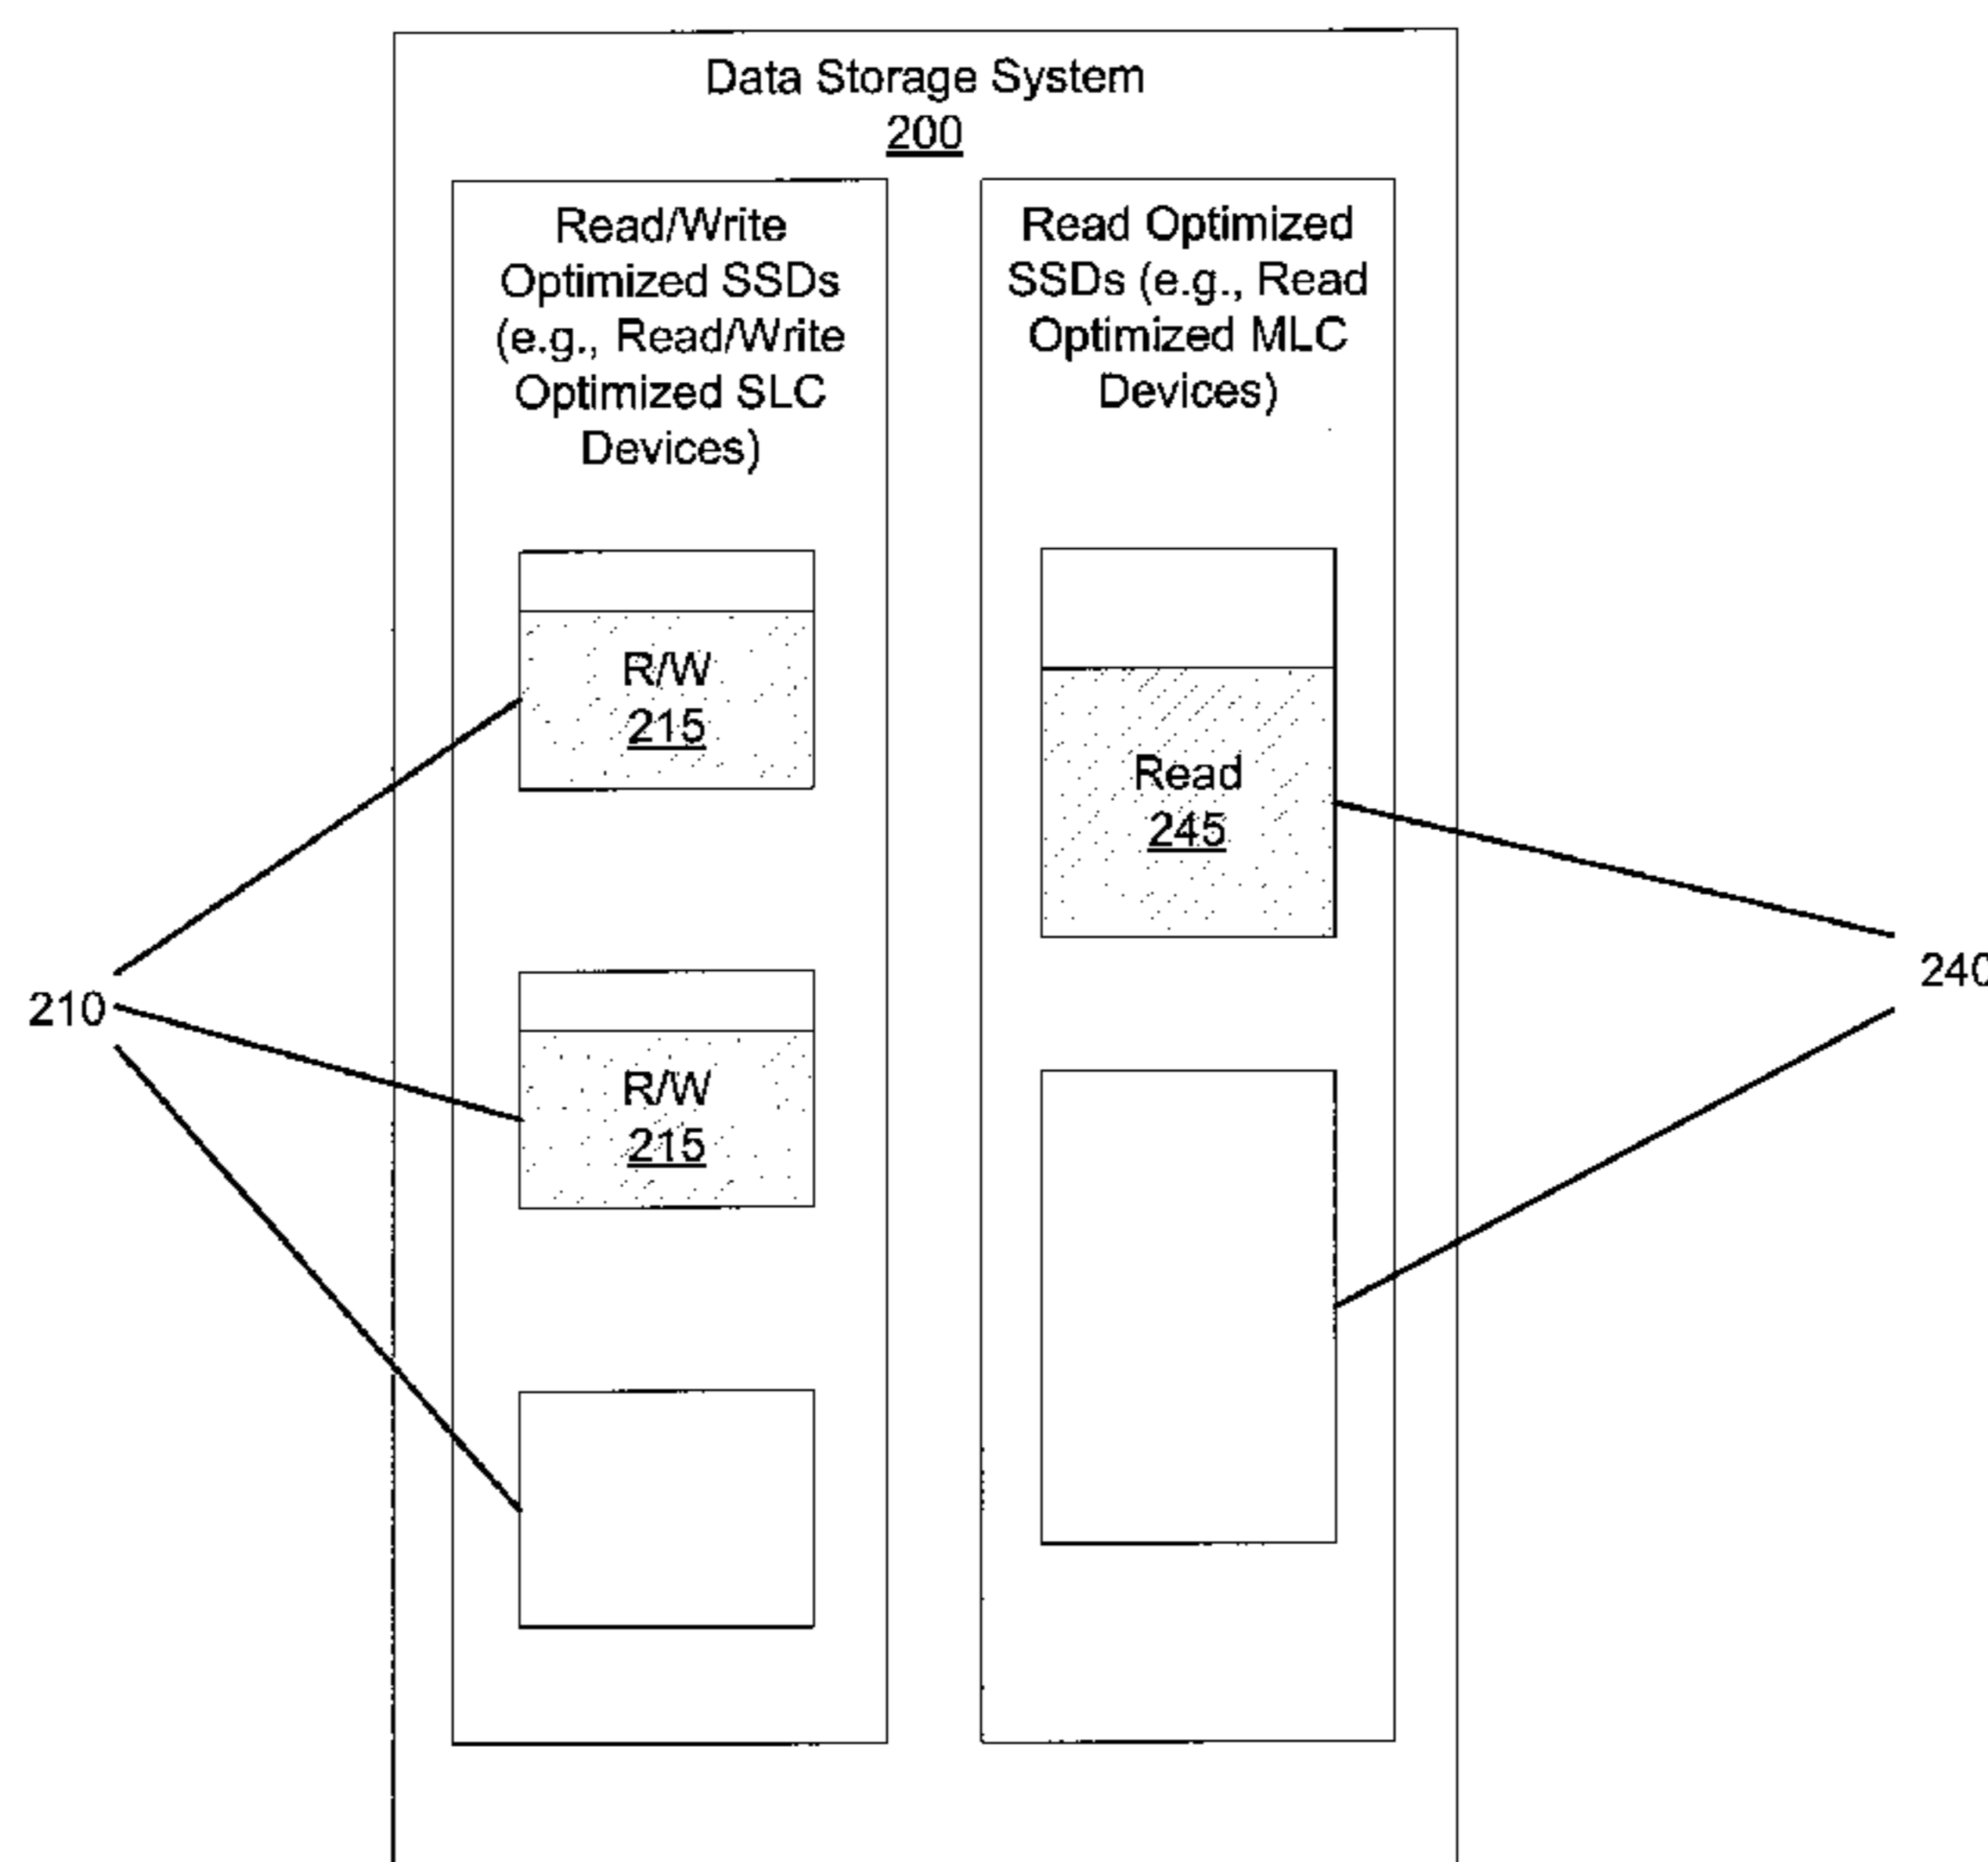 Data Storage System
200
Read/Write
Optimized SSDs
(e.g., Read/Write
Optimized SLC
Devices)
Read Optimized
SSDs (e.g., Read
Optimized MLC
Devices)
R/W
215
Read
245
R/W
215
210
240